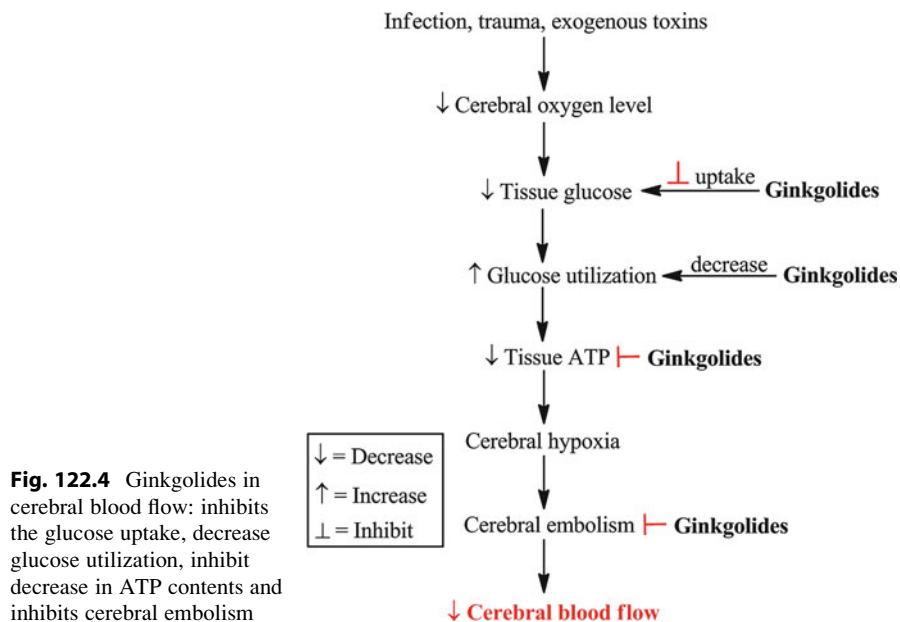 Infection, trauma, exogenous toxins
↓ Cerebral oxygen level
↓ Tissue glucose
⊥ uptake
Ginkgolides
↑ Glucose utilization
decrease
Ginkgolides
↓ Tissue ATP
Ginkgolides
Cerebral hypoxia
Cerebral embolism
Ginkgolides
↓ Cerebral blood flow
↓ = Decrease
↑ = Increase
⊥ = Inhibit
Fig. 122.4 Ginkgolides in
cerebral blood flow: inhibits
the glucose uptake, decrease
glucose utilization, inhibit
decrease in ATP contents and
inhibits cerebral embolism